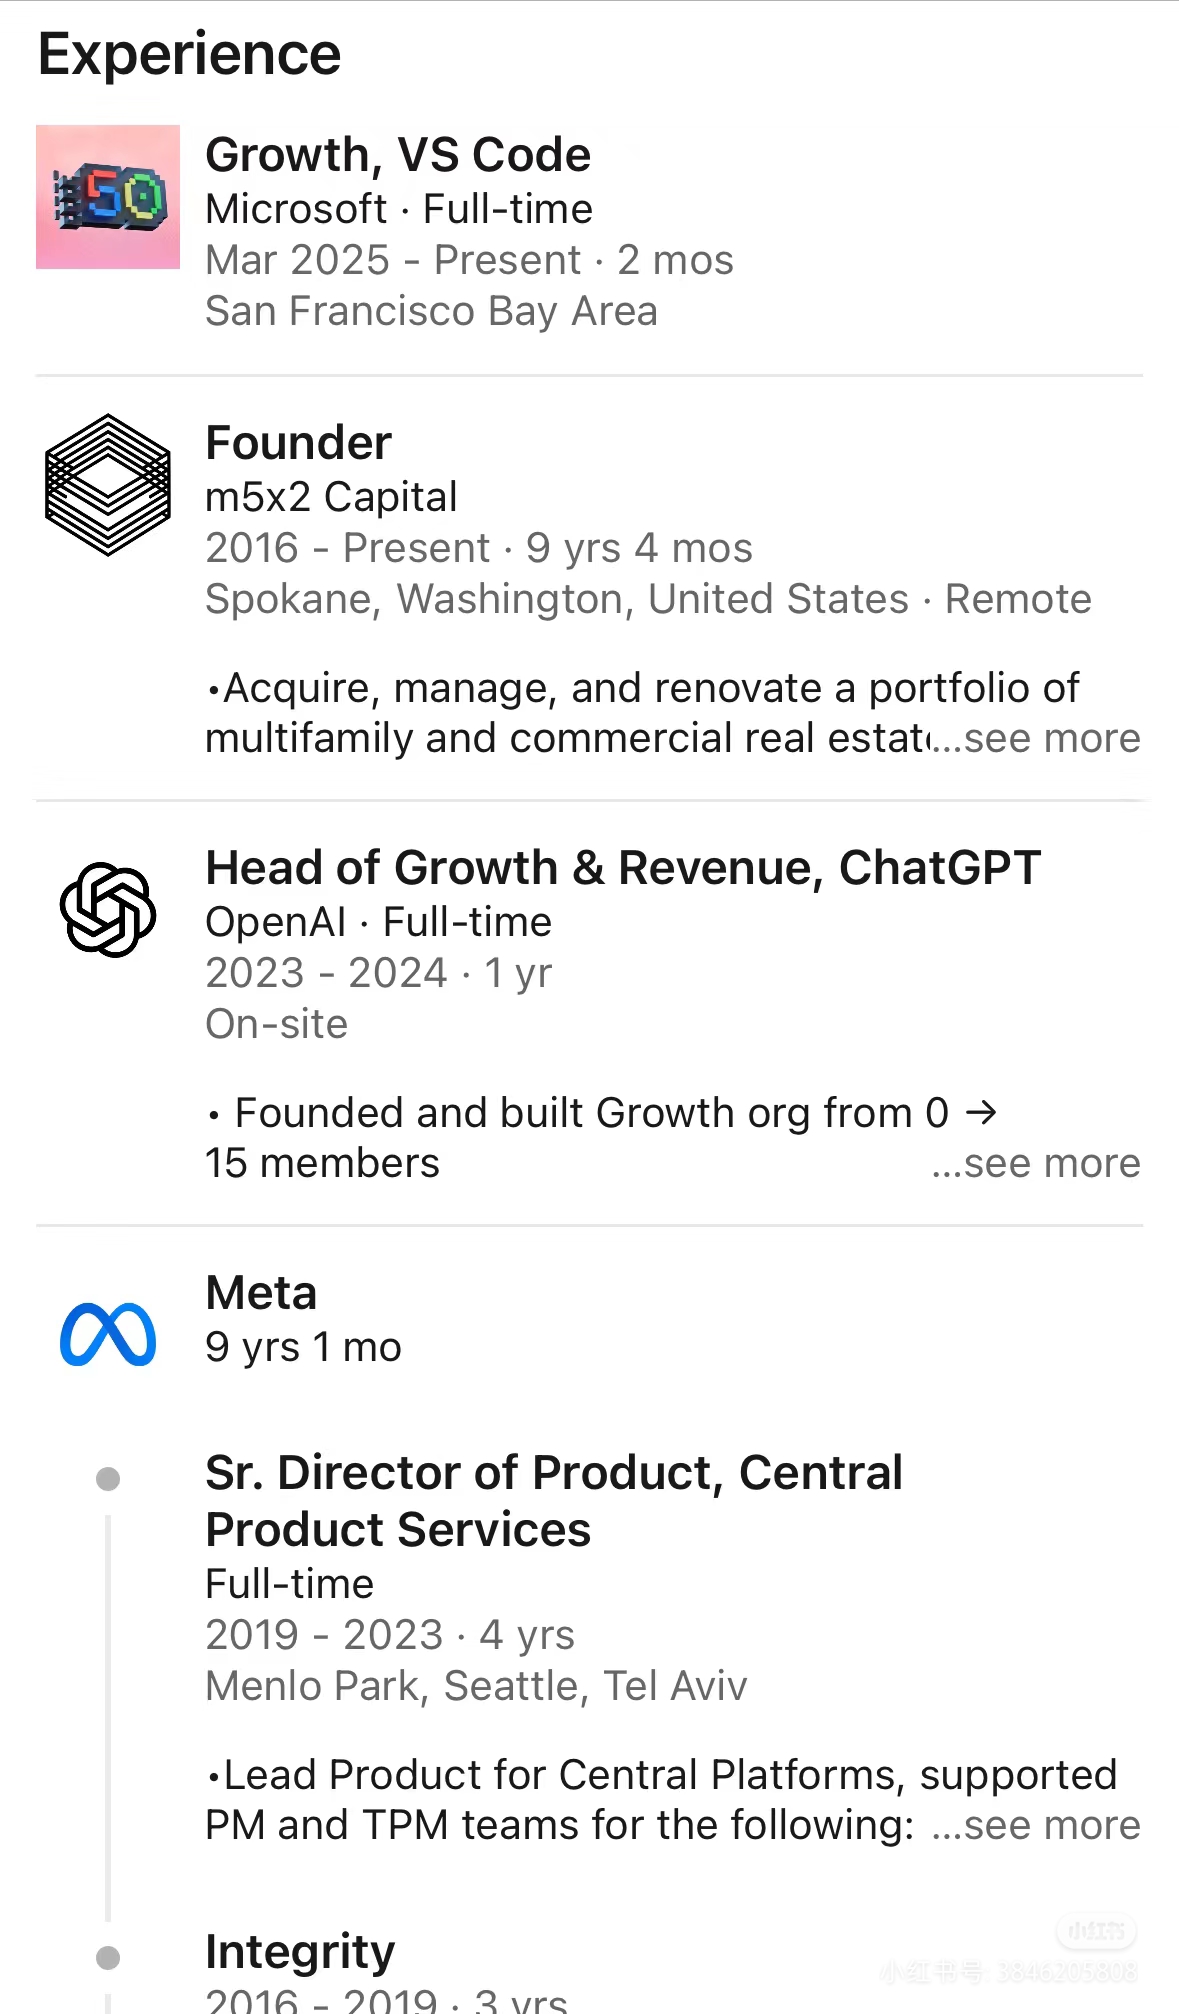 Experience
50
Growth, VS Code
Microsoft · Full-time
Mar 2025 - Present · 2 mos
San Francisco Bay Area
Founder
m5x2 Capital
2016 - Present · 9 yrs 4 mos
Spokane, Washington, United States · Remote
•Acquire, manage, and renovate a portfolio of
multifamily and commercial real estate...see more
Head of Growth & Revenue, ChatGPT
OpenAI · Full-time
2023 - 2024 · 1 yr
On-site
• Founded and built Growth org from 0 →
15 members ...see more
Meta
9 yrs 1 mo
Sr. Director of Product, Central
Product Services
Full-time
2019 - 2023 · 4 yrs
Menlo Park, Seattle, Tel Aviv
•Lead Product for Central Platforms, supported
PM and TPM teams for the following: ...see more
Integrity
2016 - 2019 · 3 yrs
小红书
小红书号: 3846205808